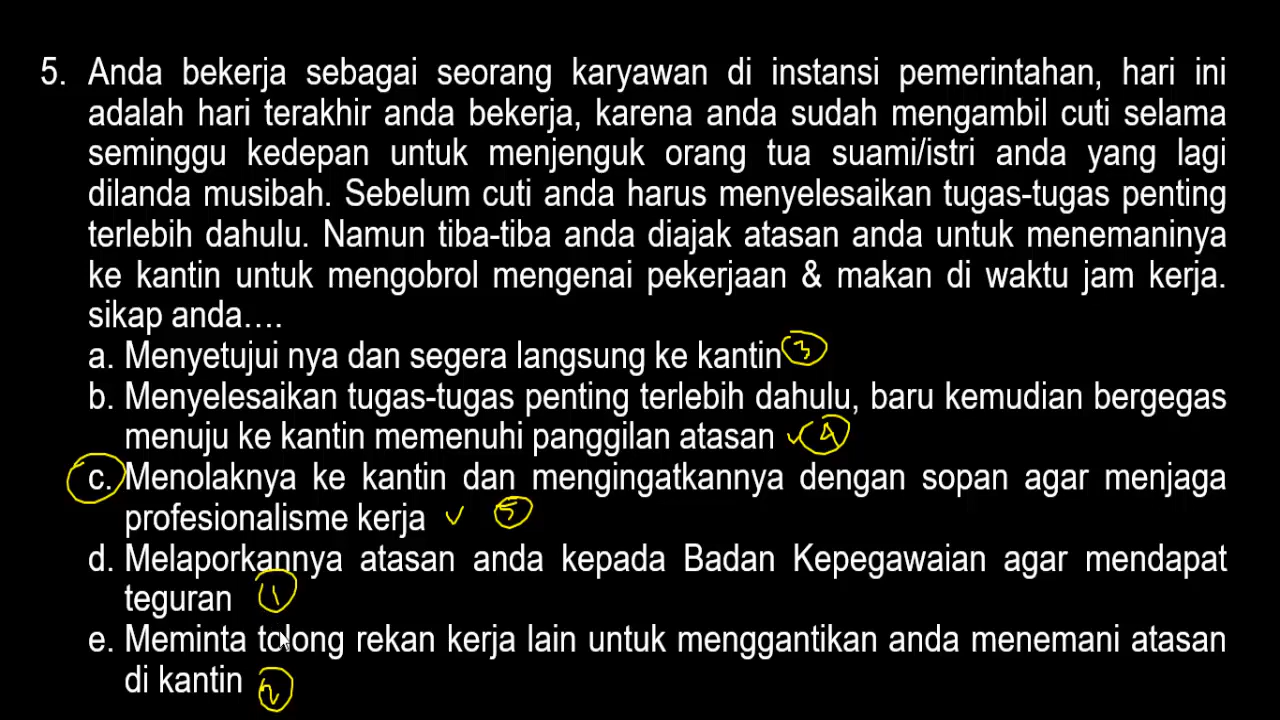 5. Anda bekerja sebagai seorang karyawan di instansi pemerintahan, hari ini
adalah hari terakhir anda bekerja, karena anda sudah mengambil cuti selama
seminggu kedepan untuk menjenguk orang tua suami/istri anda yang lagi
dilanda musibah. Sebelum cuti anda harus menyelesaikan tugas-tugas penting
terlebih dahulu. Namun tiba-tiba anda diajak atasan anda untuk menemaninya
ke kantin untuk mengobrol mengenai pekerjaan & makan di waktu jam kerja.
sikap anda....
a. Menyetujui nya dan segera langsung ke kantin 3
b. Menyelesaikan tugas-tugas penting terlebih dahulu, baru kemudian bergegas
menuju ke kantin memenuhi panggilan atasan ✓ 4
c. Menolaknya ke kantin dan mengingatkannya dengan sopan agar menjaga
profesionalisme kerja ✓ 5
d. Melaporkannya atasan anda kepada Badan Kepegawaian agar mendapat
teguran 1
e. Meminta tolong rekan kerja lain untuk menggantikan anda menemani atasan
di kantin 2